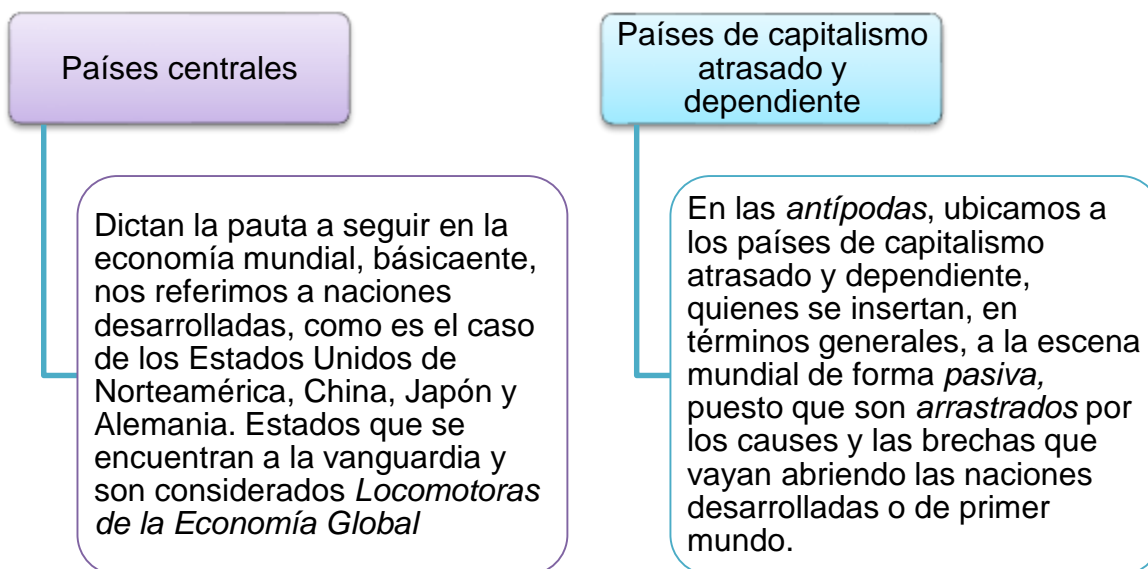 Países centrales
Dictan la pauta a seguir en la
economía mundial, básicaente,
nos referimos a naciones
desarrolladas, como es el caso
de los Estados Unidos de
Norteamérica, China, Japón y
Alemania. Estados que se
encuentran a la vanguardia y
son considerados Locomotoras
de la Economía Global
Países de capitalismo
atrasado y
dependiente
En las antípodas, ubicamos a
los países de capitalismo
atrasado y dependiente,
quienes se insertan, en
términos generales, a la escena
mundial de forma pasiva,
puesto que son arrastrados por
los causes y las brechas que
vayan abriendo las naciones
desarrolladas o de primer
mundo.